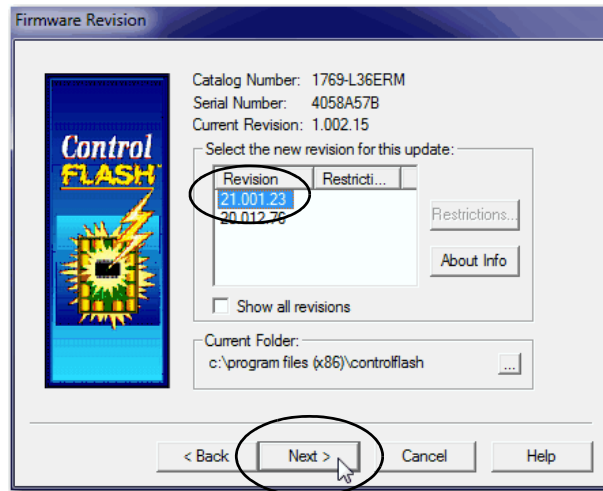 Firmware Revision
Control
FLASH
Catalog Number: 1769-L36ERM
Serial Number: 4058A57B
Current Revision: 1.002.15
Select the new revision for this update:
Revision Restricti...
21.001.23
20.012.76
Restrictions...
About Info
Show all revisions
Current Folder:
c:\program files (x86)\controlflash
...
< Back Next > Cancel Help